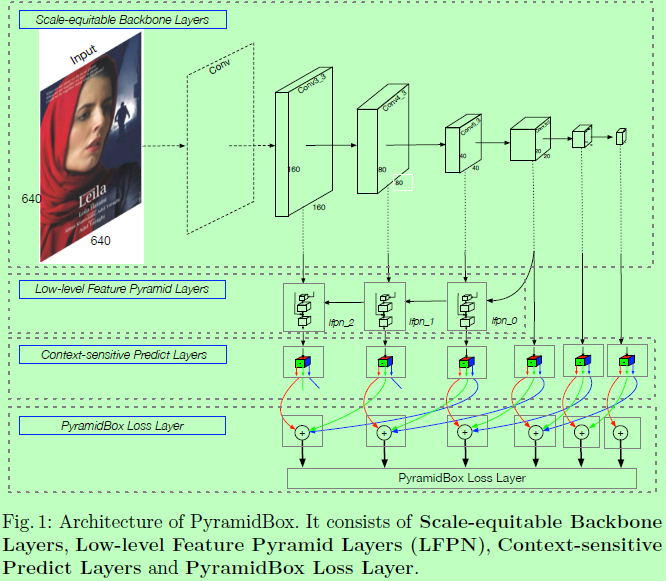 Scale-equitable Backbone Layers
Input
Conv
Conv3_3
Conv4_3
Conv5_3
160
160
80
80
40
40
20
20
640
640
Leila
Low-level Feature Pyramid Layers
lfpn_2
lfpn_1
lfpn_0
Context-sensitive Predict Layers
PyramidBox Loss Layer
+
+
+
+
+
+
PyramidBox Loss Layer
Fig. 1: Architecture of PyramidBox. It consists of Scale-equitable Backbone
Layers, Low-level Feature Pyramid Layers (LFPN), Context-sensitive
Predict Layers and PyramidBox Loss Layer.